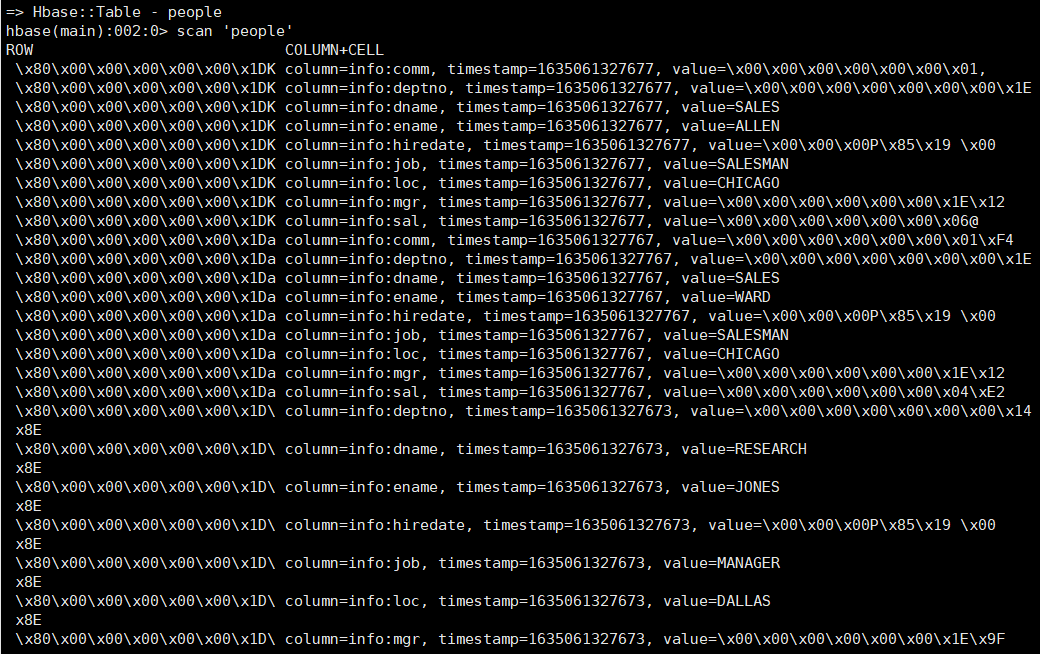 => Hbase::Table - people
hbase(main):002:0> scan 'people'
ROW                            COLUMN+CELL
 \x80\x00\x00\x00\x00\x00\x1DK column=info:comm, timestamp=1635061327677, value=\x00\x00\x00\x00\x00\x00\x01,
 \x80\x00\x00\x00\x00\x00\x1DK column=info:deptno, timestamp=1635061327677, value=\x00\x00\x00\x00\x00\x00\x00\x1E
 \x80\x00\x00\x00\x00\x00\x1DK column=info:dname, timestamp=1635061327677, value=SALES
 \x80\x00\x00\x00\x00\x00\x1DK column=info:ename, timestamp=1635061327677, value=ALLEN
 \x80\x00\x00\x00\x00\x00\x1DK column=info:hiredate, timestamp=1635061327677, value=\x00\x00\x00P\x85\x19 \x00
 \x80\x00\x00\x00\x00\x00\x1DK column=info:job, timestamp=1635061327677, value=SALESMAN
 \x80\x00\x00\x00\x00\x00\x1DK column=info:loc, timestamp=1635061327677, value=CHICAGO
 \x80\x00\x00\x00\x00\x00\x1DK column=info:mgr, timestamp=1635061327677, value=\x00\x00\x00\x00\x00\x00\x1E\x12
 \x80\x00\x00\x00\x00\x00\x1DK column=info:sal, timestamp=1635061327677, value=\x00\x00\x00\x00\x00\x00\x06@
 \x80\x00\x00\x00\x00\x00\x1Da column=info:comm, timestamp=1635061327767, value=\x00\x00\x00\x00\x00\x00\x01\xF4
 \x80\x00\x00\x00\x00\x00\x1Da column=info:deptno, timestamp=1635061327767, value=\x00\x00\x00\x00\x00\x00\x00\x1E
 \x80\x00\x00\x00\x00\x00\x1Da column=info:dname, timestamp=1635061327767, value=SALES
 \x80\x00\x00\x00\x00\x00\x1Da column=info:ename, timestamp=1635061327767, value=WARD
 \x80\x00\x00\x00\x00\x00\x1Da column=info:hiredate, timestamp=1635061327767, value=\x00\x00\x00P\x85\x19 \x00
 \x80\x00\x00\x00\x00\x00\x1Da column=info:job, timestamp=1635061327767, value=SALESMAN
 \x80\x00\x00\x00\x00\x00\x1Da column=info:loc, timestamp=1635061327767, value=CHICAGO
 \x80\x00\x00\x00\x00\x00\x1Da column=info:mgr, timestamp=1635061327767, value=\x00\x00\x00\x00\x00\x00\x1E\x12
 \x80\x00\x00\x00\x00\x00\x1Da column=info:sal, timestamp=1635061327767, value=\x00\x00\x00\x00\x00\x00\x04\xE2
 \x80\x00\x00\x00\x00\x00\x1D\ column=info:deptno, timestamp=1635061327673, value=\x00\x00\x00\x00\x00\x00\x00\x14
 x8E
 \x80\x00\x00\x00\x00\x00\x1D\ column=info:dname, timestamp=1635061327673, value=RESEARCH
 x8E
 \x80\x00\x00\x00\x00\x00\x1D\ column=info:ename, timestamp=1635061327673, value=JONES
 x8E
 \x80\x00\x00\x00\x00\x00\x1D\ column=info:hiredate, timestamp=1635061327673, value=\x00\x00\x00P\x85\x19 \x00
 x8E
 \x80\x00\x00\x00\x00\x00\x1D\ column=info:job, timestamp=1635061327673, value=MANAGER
 x8E
 \x80\x00\x00\x00\x00\x00\x1D\ column=info:loc, timestamp=1635061327673, value=DALLAS
 x8E
 \x80\x00\x00\x00\x00\x00\x1D\ column=info:mgr, timestamp=1635061327673, value=\x00\x00\x00\x00\x00\x00\x1E\x9F